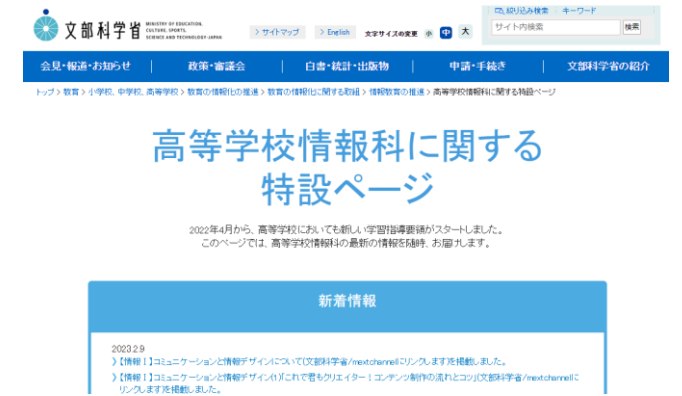 絞り込み検索 キーワード
文部科学省 MINISTRY OF EDUCATION, CULTURE, SPORTS, SCIENCE AND TECHNOLOGY-JAPAN
> サイトマップ > English 文字サイズの変更 小 中 大 サイト内検索 検索
会見・報道・お知らせ 政策・審議会 白書・統計・出版物 申請・手続き 文部科学省の紹介
トップ > 教育 > 小学校、中学校、高等学校 > 教育の情報化の推進 > 教育の情報化に関する取組 > 情報教育の推進 > 高等学校情報科に関する特設ページ
高等学校情報科に関する
特設ページ
2022年4月から、高等学校においても新しい学習指導要領がスタートしました。
このページでは、高等学校情報科の最新の情報を随時、お届けします。
新着情報
2023.2.9
》【情報Ⅰ】コミュニケーションと情報デザインについて(文部科学省/mextchannelにリンクします)を掲載しました。
》【情報Ⅰ】コミュニケーションと情報デザイン(1)「これで君もクリエイター！コンテンツ制作の流れとコツ」(文部科学省/mextchannelに
リンクします)を掲載しました。